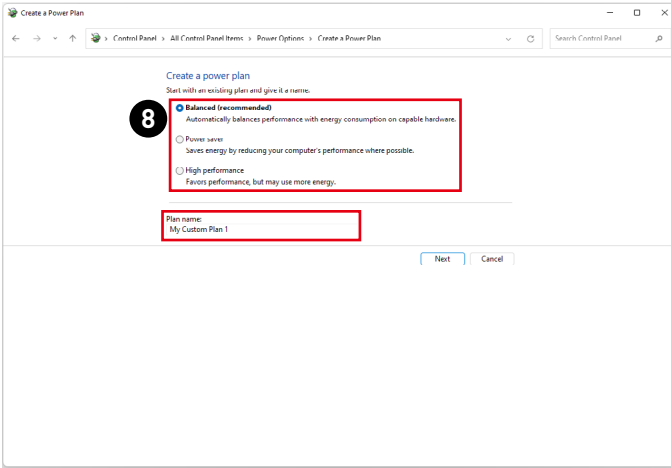 Create a Power Plan
Control Panel > All Control Panel Items > Power Options > Create a Power Plan
Search Control Panel
Create a power plan
Start with an existing plan and give it a name.
8
Balanced (recommended)
Automatically balances performance with energy consumption on capable hardware.
Power saver
Saves energy by reducing your computer's performance where possible.
High performance
Favors performance, but may use more energy.
Plan name:
My Custom Plan 1
Next Cancel